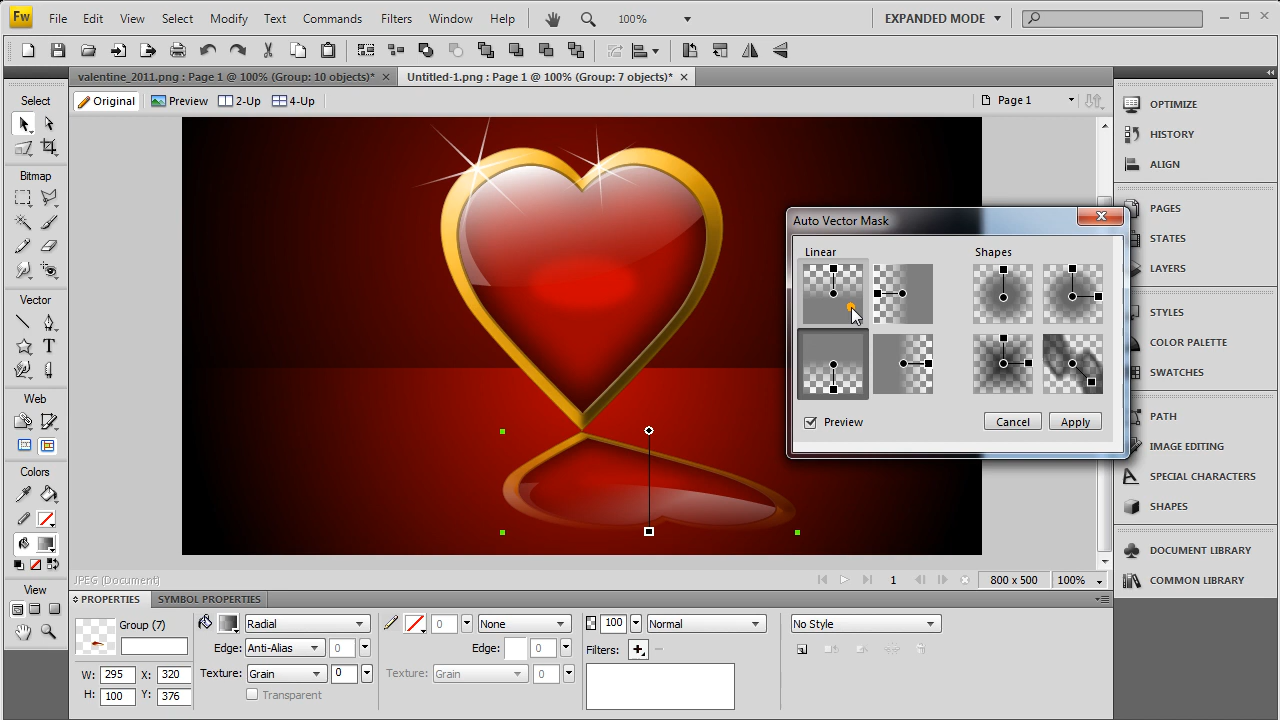 Fw File Edit View Select Modify Text Commands Filters Window Help 100% EXPANDED MODE
valentine_2011.png : Page 1 @ 100% (Group: 10 objects)* Untitled-1.png : Page 1 @ 100% (Group: 7 objects)*
Select
Original Preview 2-Up 4-Up Page 1
Bitmap
Vector
T
Web
Colors
View
OPTIMIZE
HISTORY
ALIGN
PAGES
STATES
LAYERS
STYLES
COLOR PALETTE
SWATCHES
PATH
IMAGE EDITING
SPECIAL CHARACTERS
SHAPES
DOCUMENT LIBRARY
COMMON LIBRARY
Auto Vector Mask
Linear Shapes
Preview Cancel Apply
JPEG (Document) 1 800 x 500 100%
PROPERTIES SYMBOL PROPERTIES
Group (7) Radial 0 None 100 Normal No Style
Edge: Anti-Alias 0 Edge: 0 Filters:
W: 295 X: 320 Texture: Grain 0 Texture: Grain 0
H: 100 Y: 376 Transparent